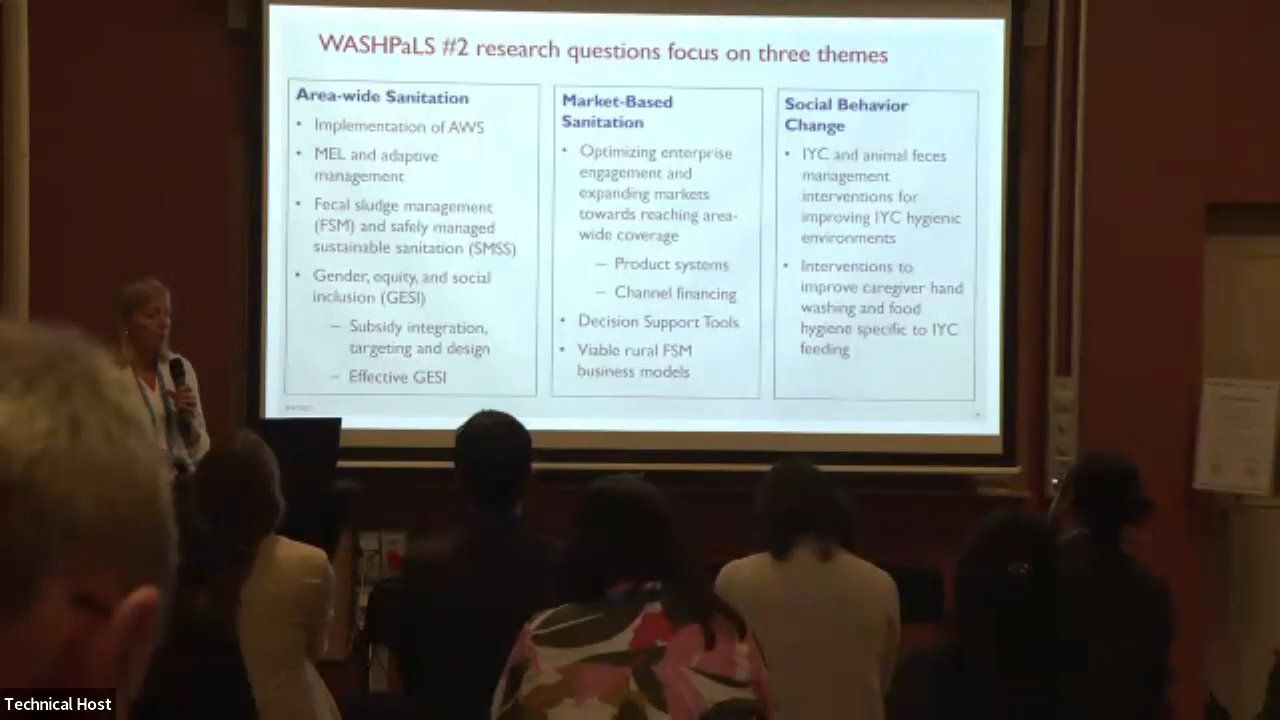 WASHPaLS #2 research questions focus on three themes
Area-wide Sanitation
• Implementation of AWS
• MEL and adaptive
management
• Fecal sludge management
(FSM) and safely managed
sustainable sanitation (SMSS)
• Gender, equity, and social
inclusion (GESI)
– Subsidy integration,
targeting and design
– Effective GESI
Market-Based
Sanitation
• Optimizing enterprise
engagement and
expanding markets
towards reaching area-
wide coverage
– Product systems
– Channel financing
• Decision Support Tools
• Viable rural FSM
business models
Social Behavior
Change
• IYC and animal feces
management
interventions for
improving IYC hygienic
environments
• Interventions to
improve caregiver hand
washing and food
hygiene specific to IYC
feeding
Technical Host